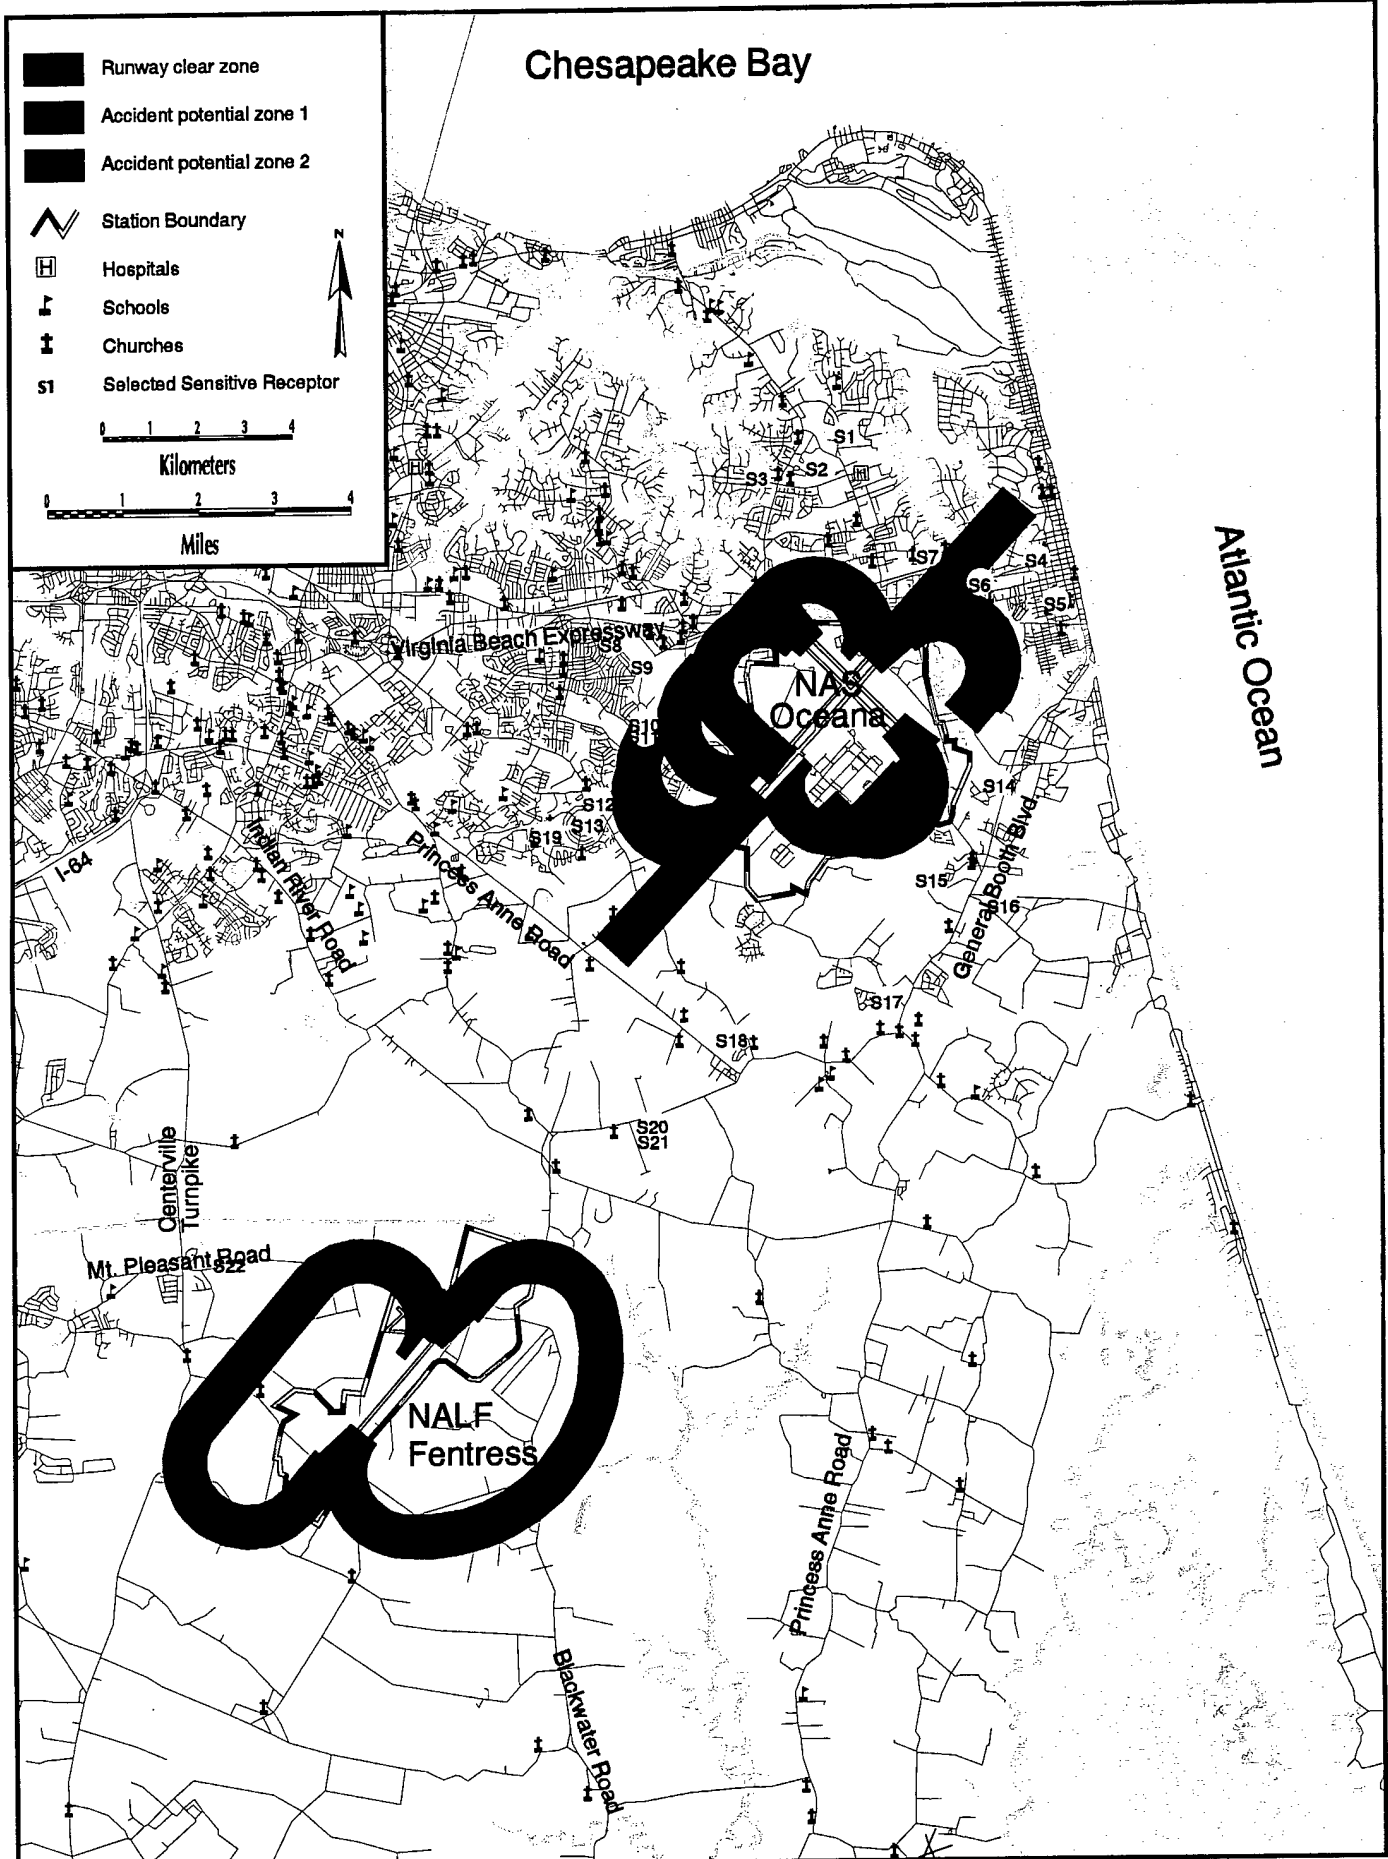 Chesapeake Bay
Runway clear zone
Accident potential zone 1
Accident potential zone 2
Station Boundary
N
H Hospitals
Schools
Churches
S1 Selected Sensitive Receptor
0 1 2 3 4
Kilometers
0 1 2 3 4
Miles
S1
H
S2
S3
H
S7
S4
S6
S5
Atlantic Ocean
Virginia Beach Expressway
S8
S9
NAS
Oceana
S10
S11
S14
S12
S13
S19
I-64
Indian River Road
Princess Anne Road
General Booth Blvd.
S15
S16
S17
S18
S20
S21
Centerville
Turnpike
Mt. Pleasant Road
S22
NALF
Fentress
Princess Anne Road
Blackwater Road